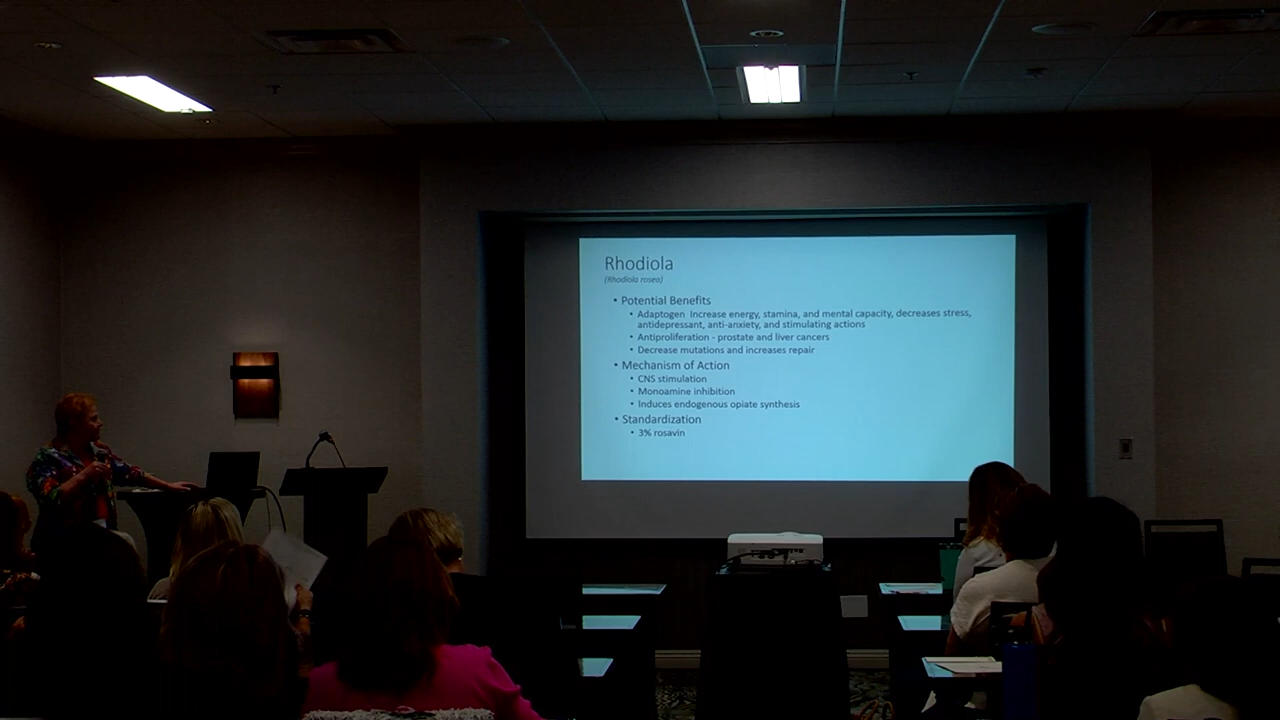 Rhodiola
(Rhodiola rosea)
• Potential Benefits
• Adaptogen  Increase energy, stamina, and mental capacity, decreases stress,
antidepressant, anti-anxiety, and stimulating actions
• Antiproliferation - prostate and liver cancers
• Decrease mutations and increases repair
• Mechanism of Action
• CNS stimulation
• Monoamine inhibition
• Induces endogenous opiate synthesis
• Standardization
• 3% rosavin